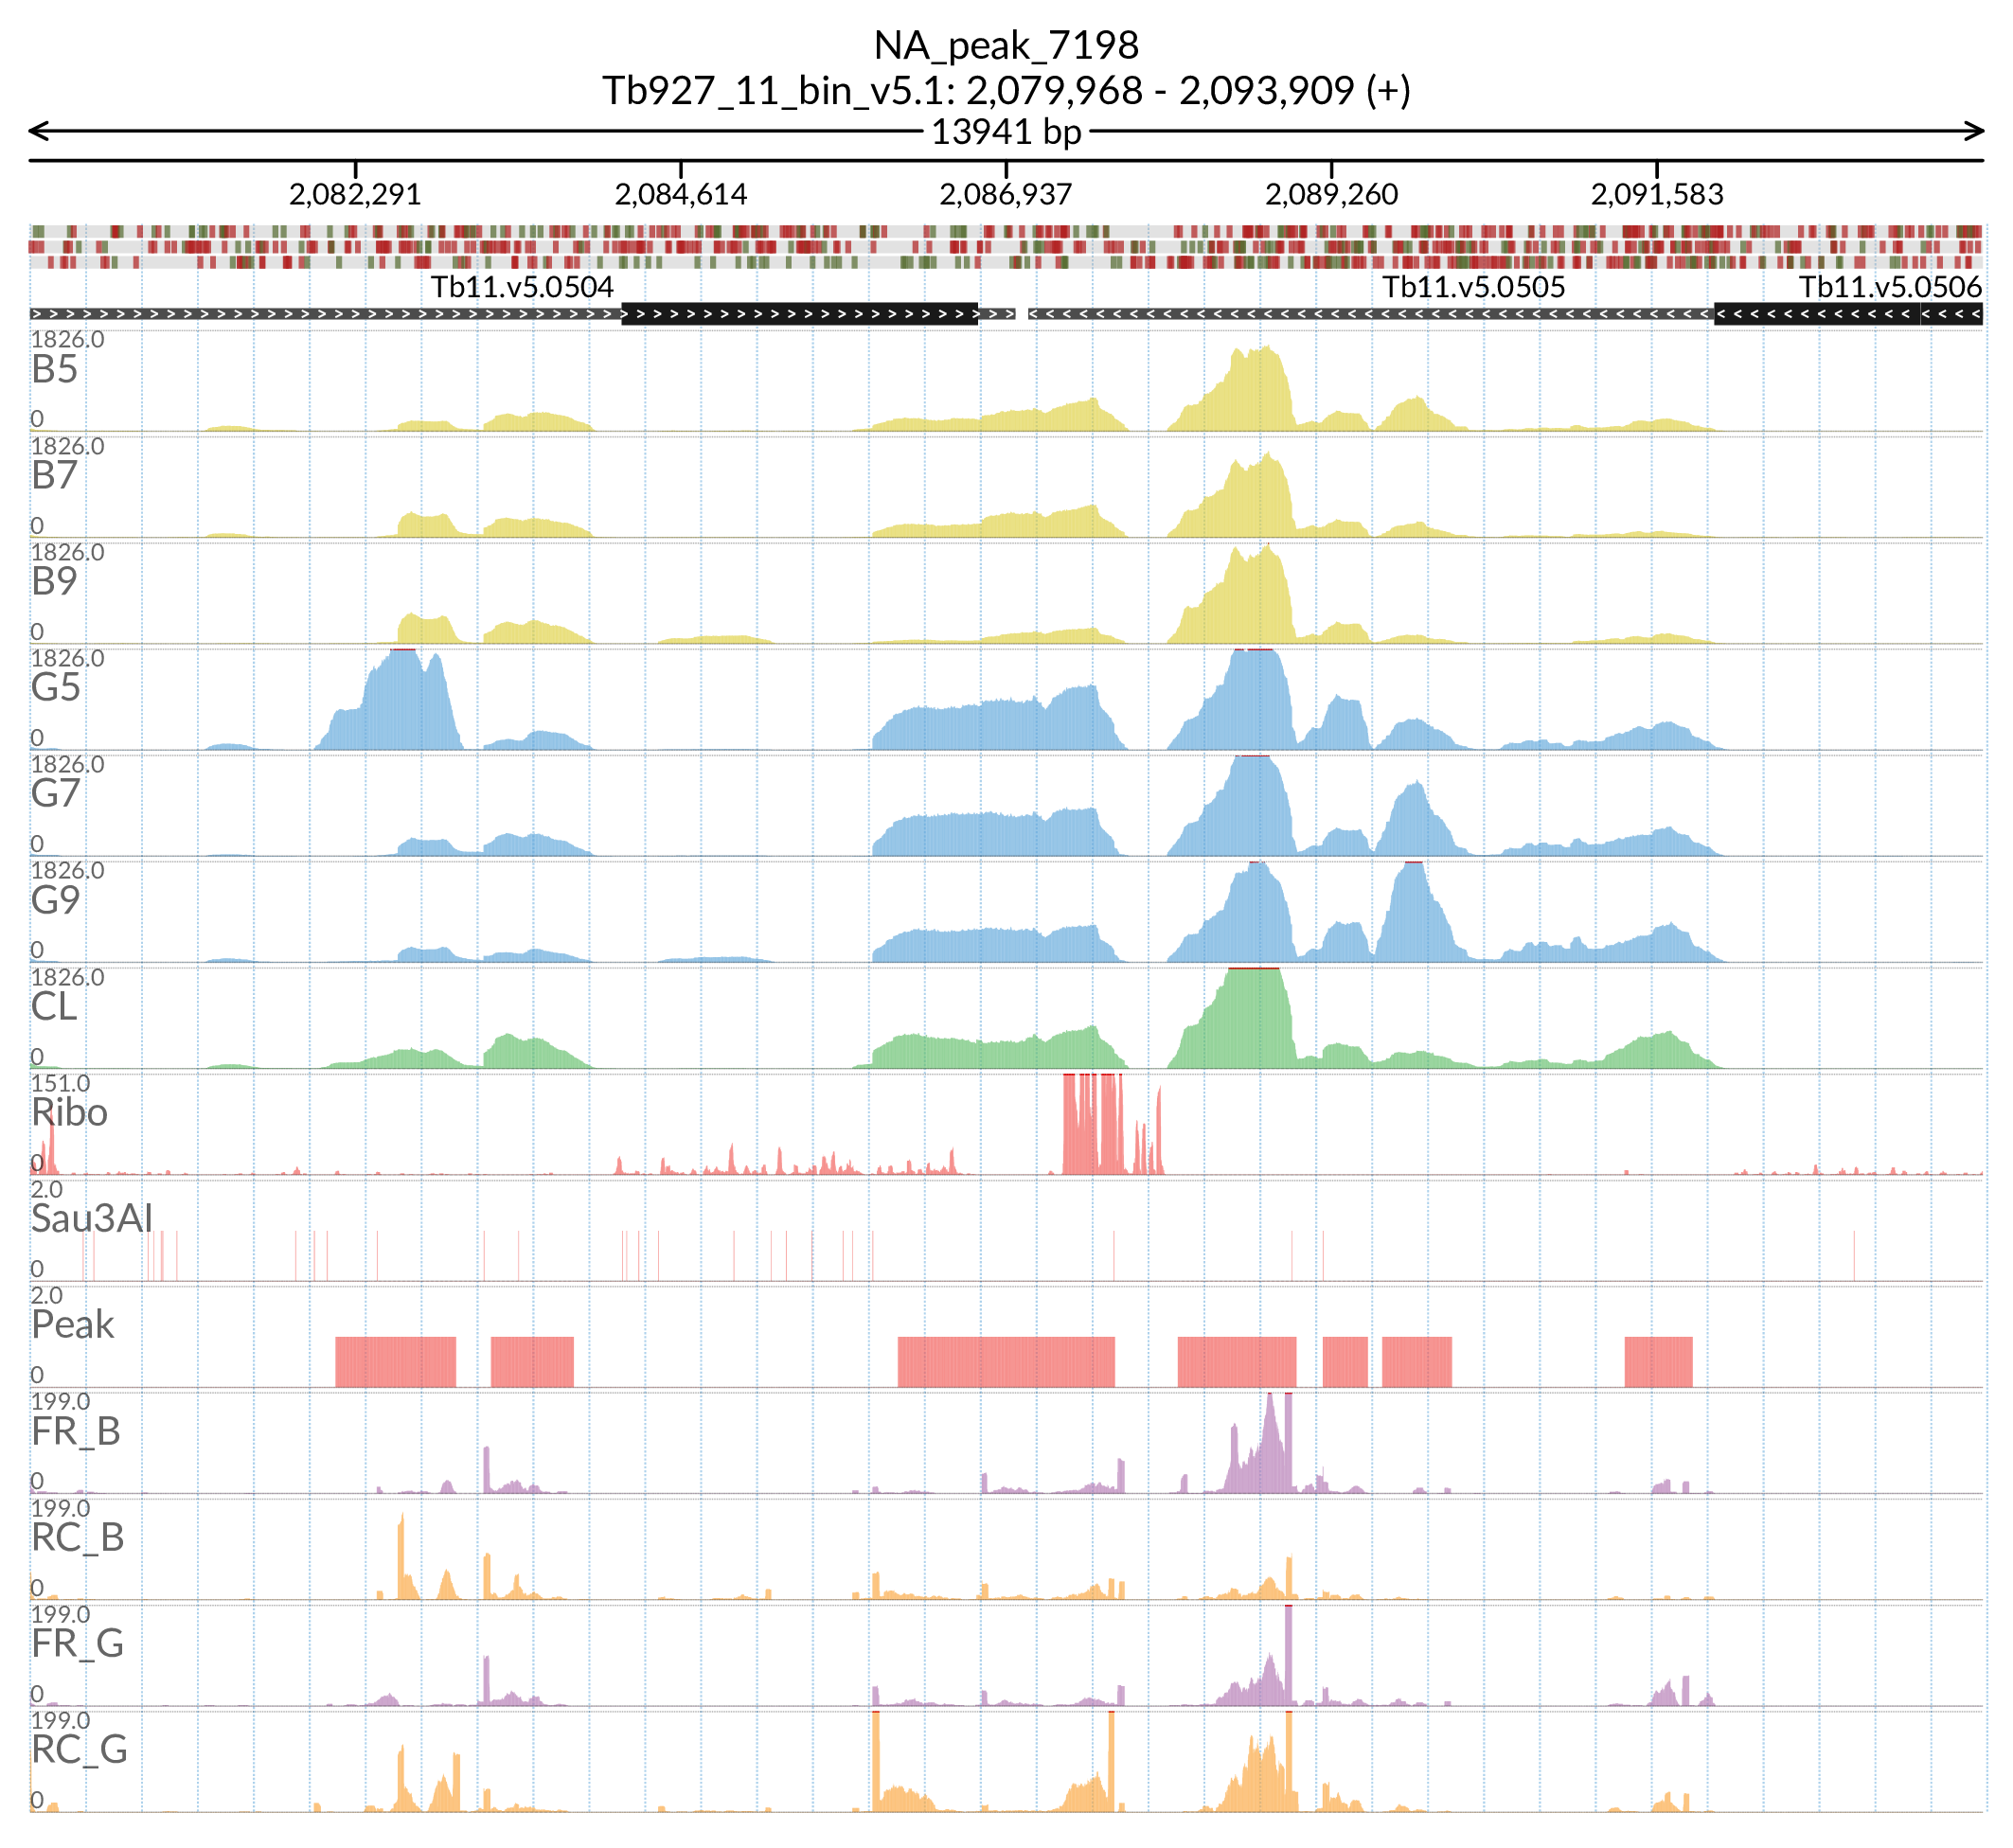 NA_peak_7198
Tb927_11_bin_v5.1: 2,079,968 - 2,093,909 (+)
13941 bp
2,082,291 2,084,614 2,086,937 2,089,260 2,091,583
Tb11.v5.0504 Tb11.v5.0505 Tb11.v5.0506
1826.0
B5
0
1826.0
B7
0
1826.0
B9
0
1826.0
G5
0
1826.0
G7
0
1826.0
G9
0
1826.0
CL
0
151.0
Ribo
0
2.0
Sau3AI
0
2.0
Peak
0
199.0
FR_B
0
199.0
RC_B
0
199.0
FR_G
0
199.0
RC_G
0